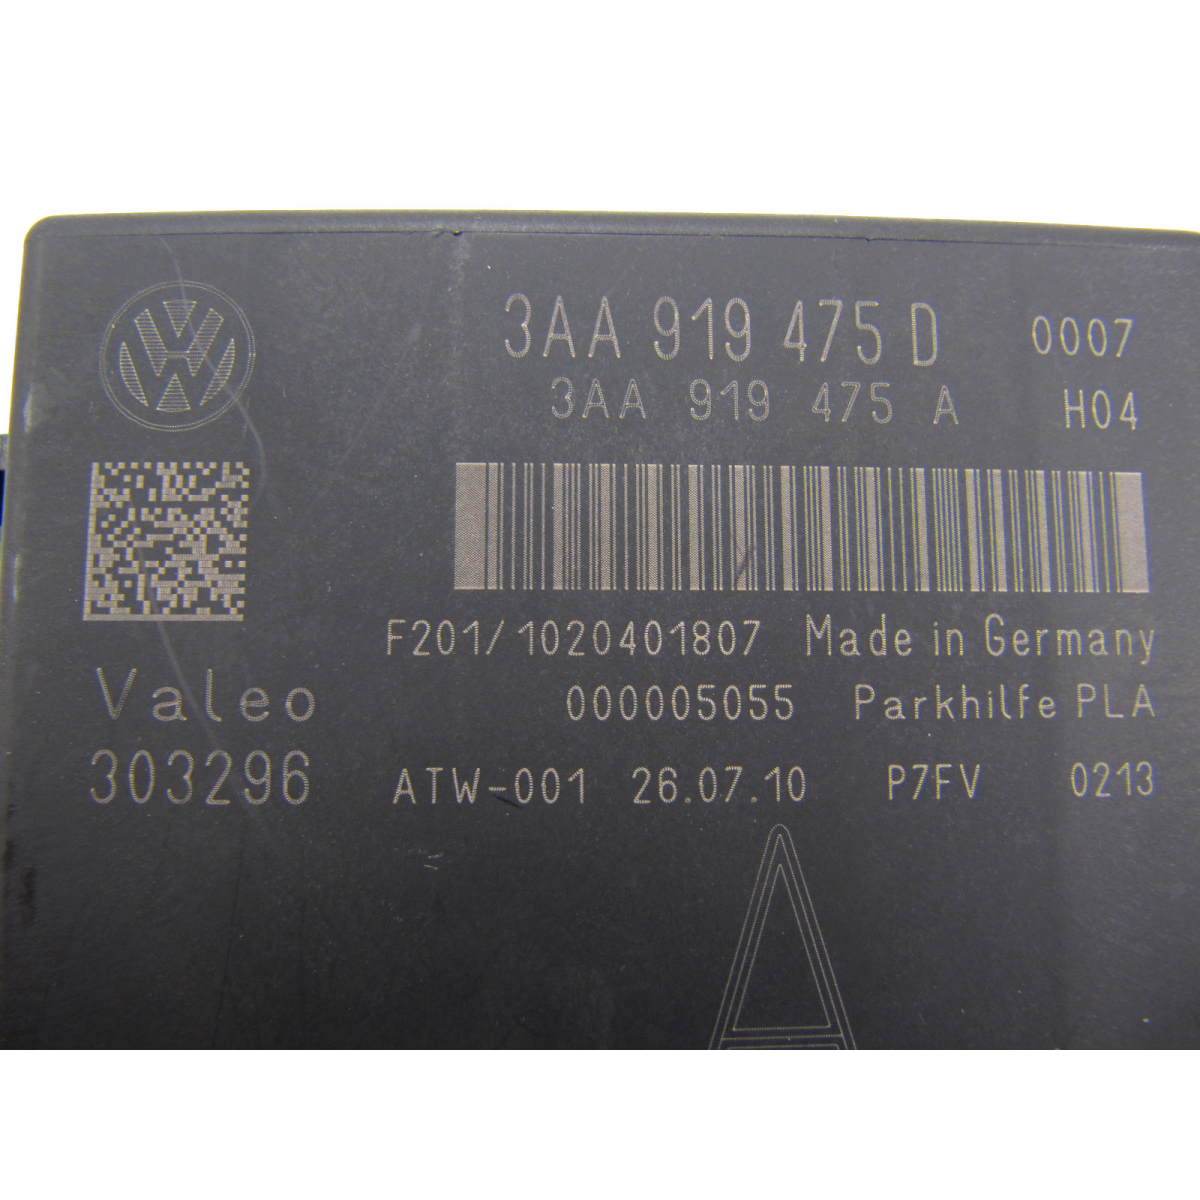 3AA 919 475 D 0007
3AA 919 475 A H04
F201/1020401807 Made in Germany
Valeo 000005055 Parkhilfe PLA
303296 ATW-001 26.07.10 P7FV 0213